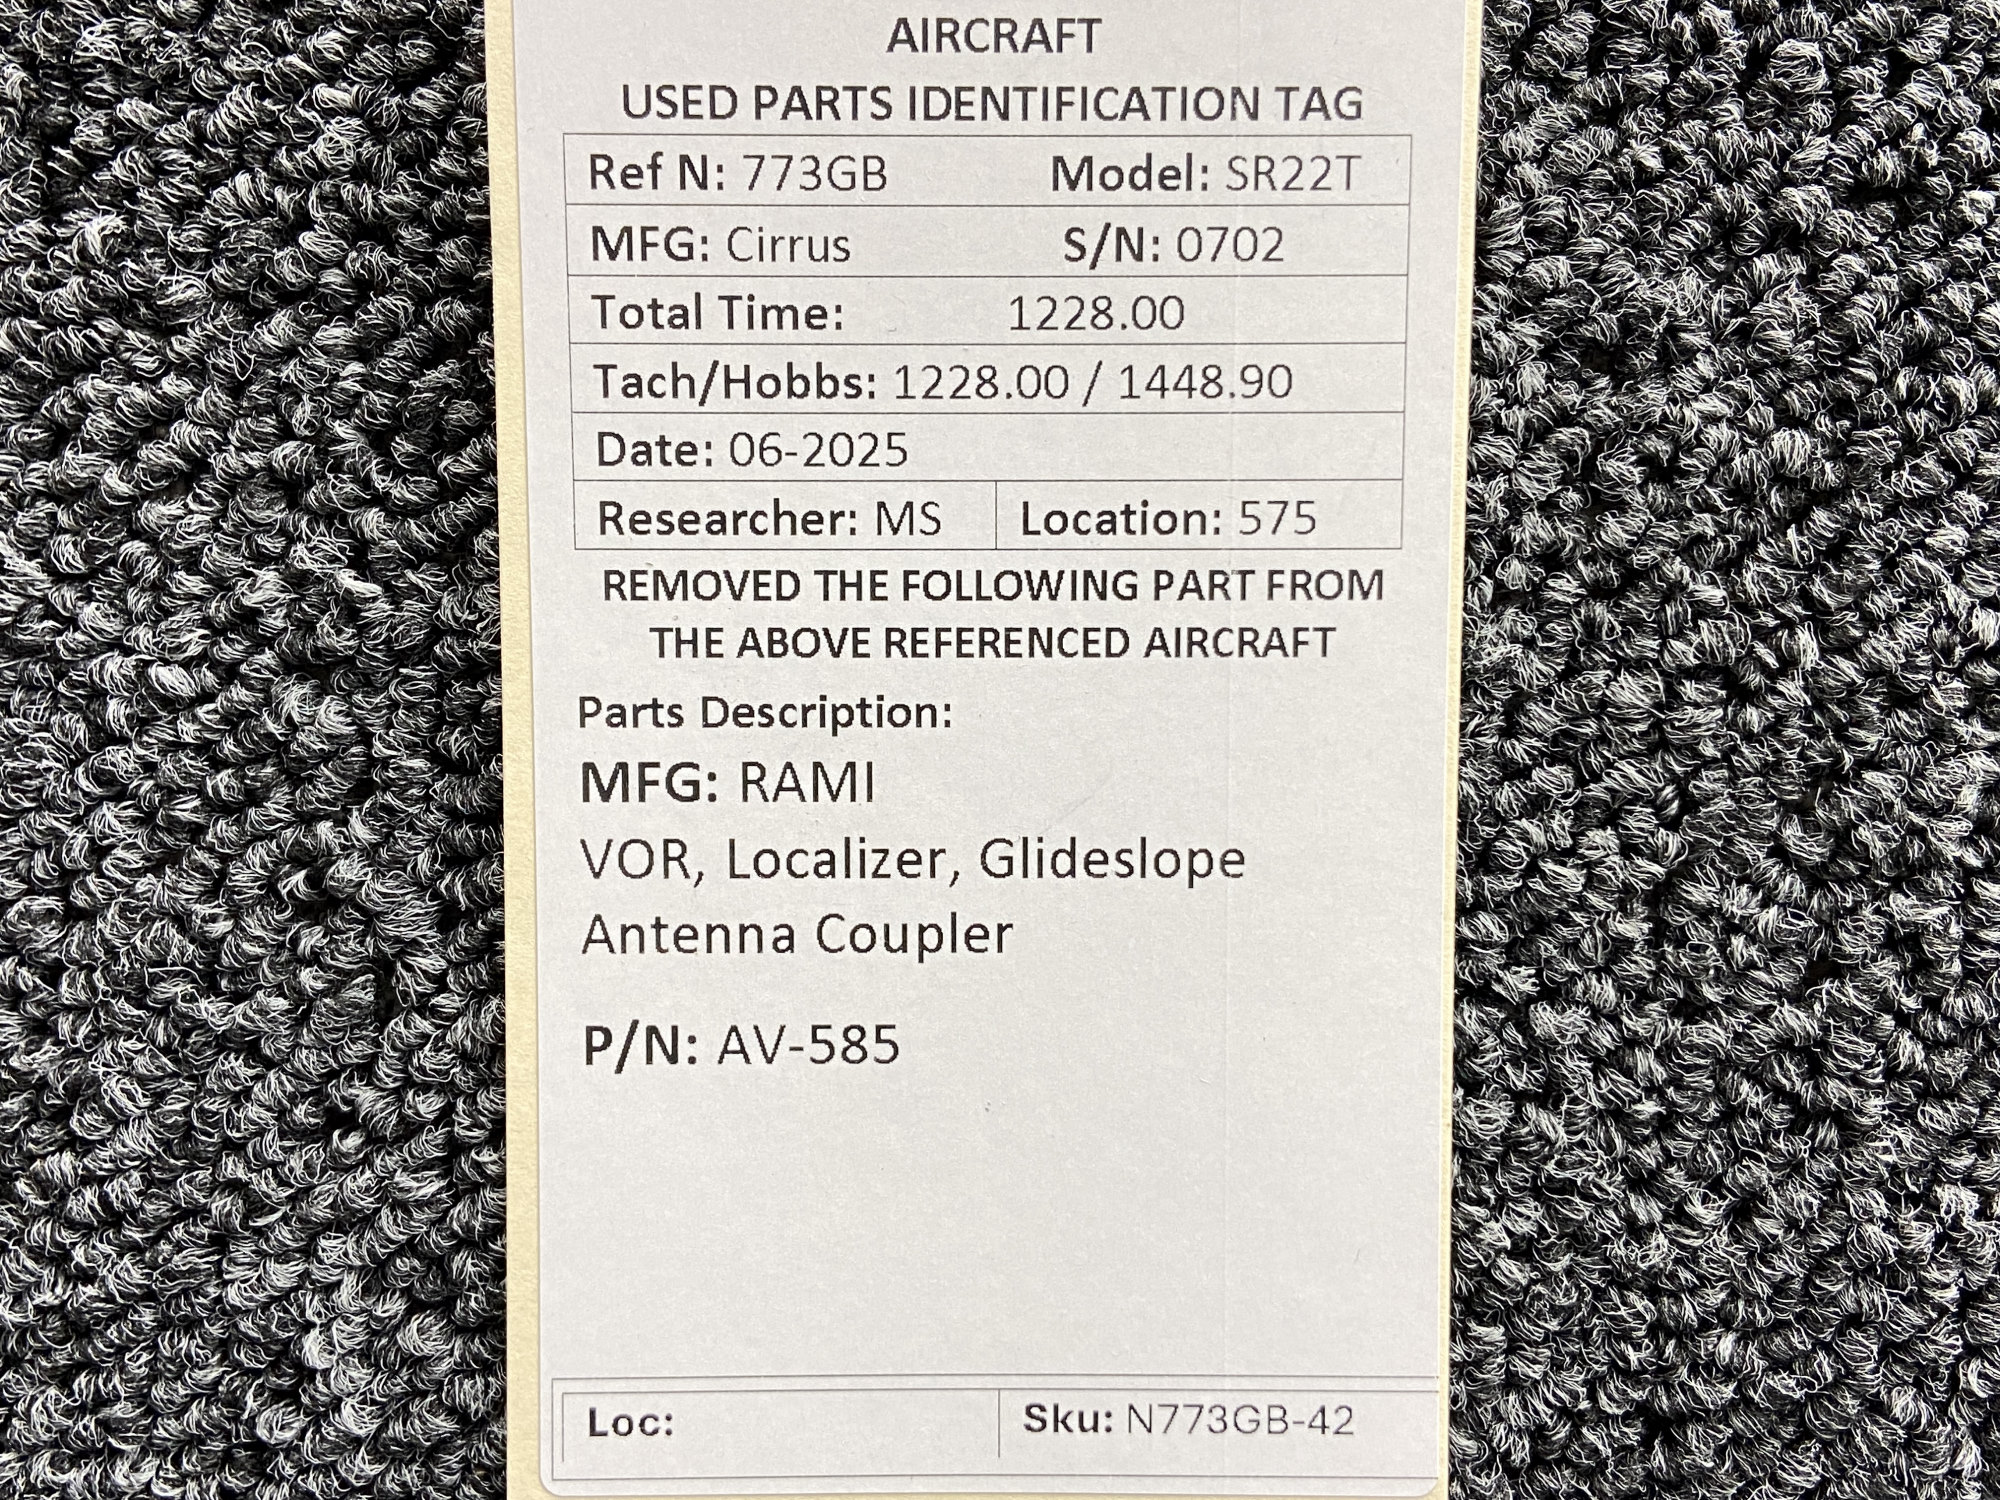 AIRCRAFT
USED PARTS IDENTIFICATION TAG
Ref N: 773GB Model: SR22T
MFG: Cirrus S/N: 0702
Total Time: 1228.00
Tach/Hobbs: 1228.00 / 1448.90
Date: 06-2025
Researcher: MS Location: 575
REMOVED THE FOLLOWING PART FROM
THE ABOVE REFERENCED AIRCRAFT
Parts Description:
MFG: RAMI
VOR, Localizer, Glideslope
Antenna Coupler
P/N: AV-585
Loc: Sku: N773GB-42